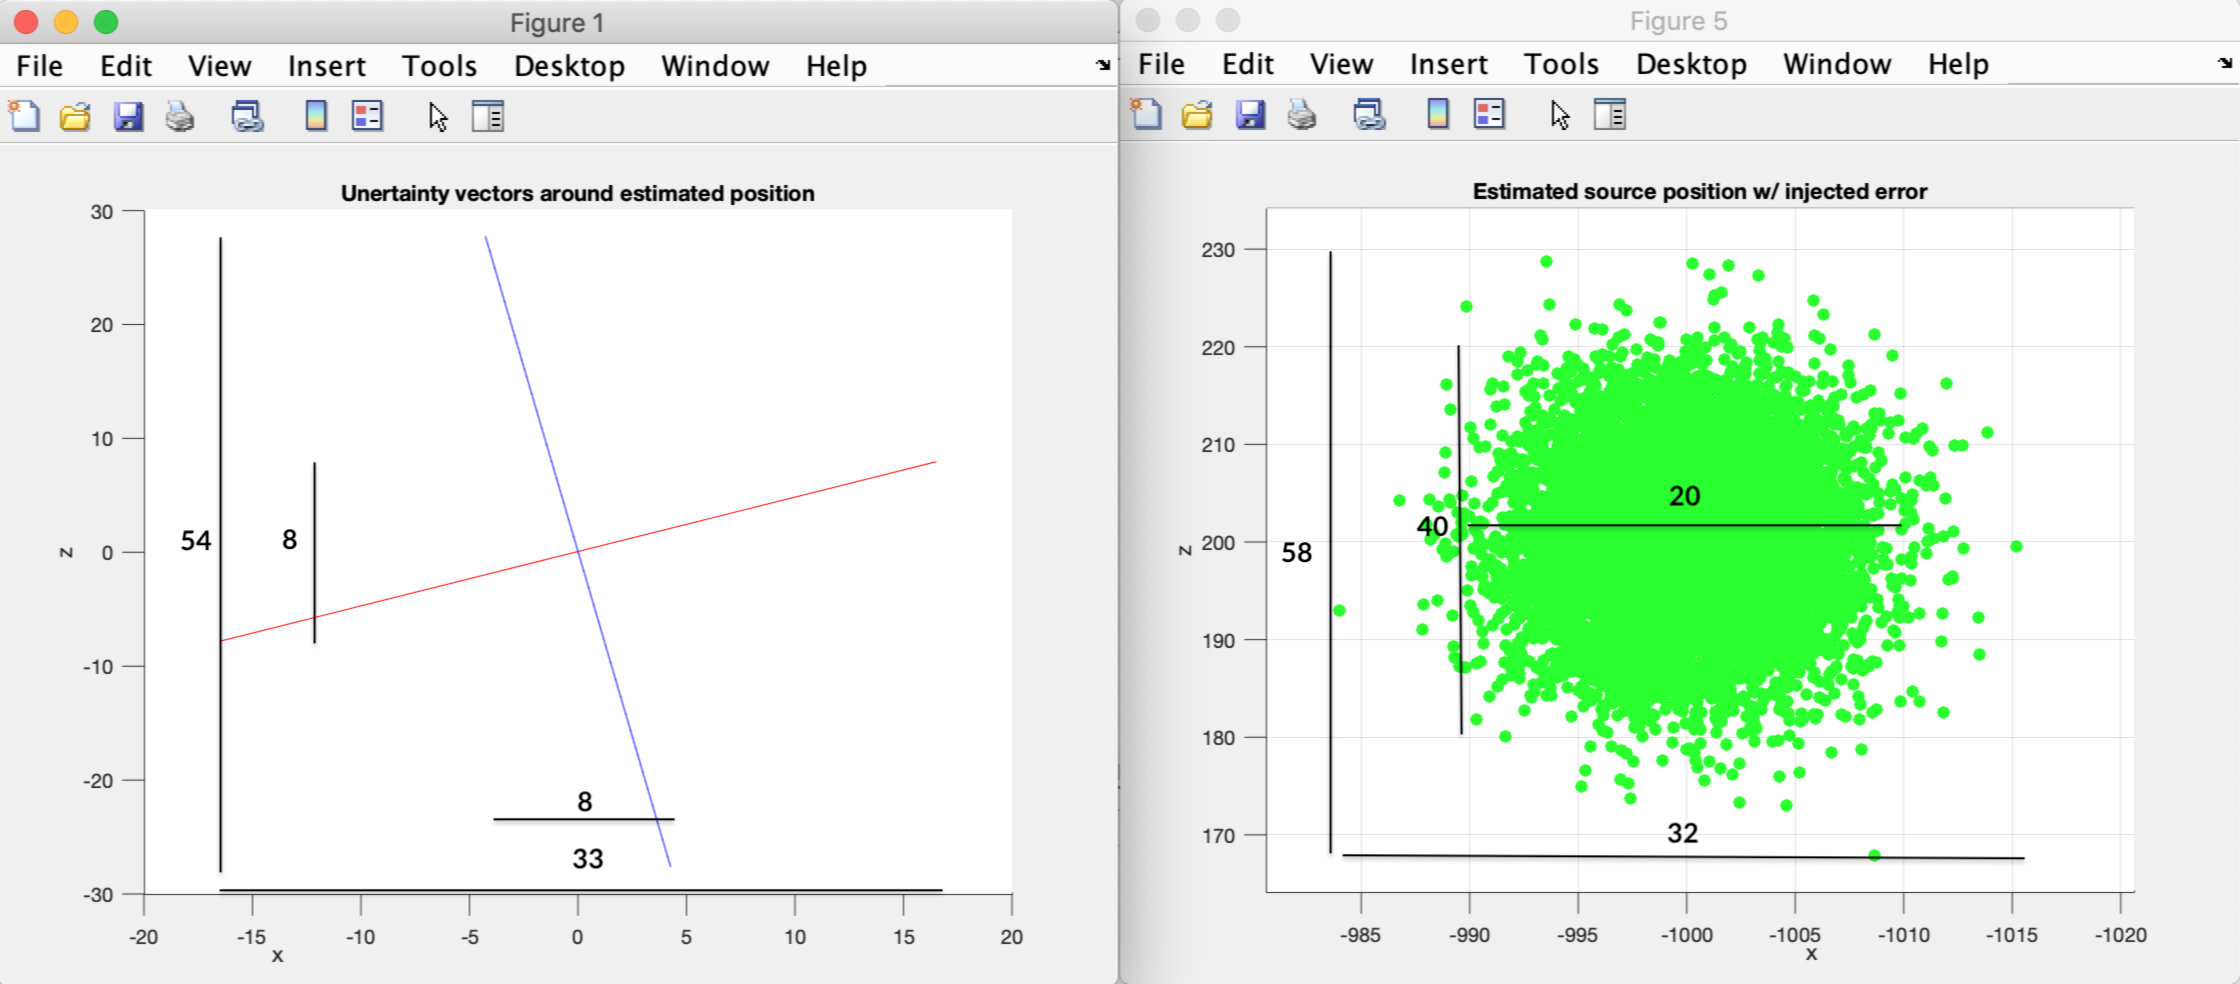 Figure 1
File Edit View Insert Tools Desktop Window Help
Unertainty vectors around estimated position
30
20
10
0
-10
-20
-30
z
54
8
8
33
-20 -15 -10 -5 0 5 10 15 20
x
Figure 5
File Edit View Insert Tools Desktop Window Help
Estimated source position w/ injected error
230
220
210
200
190
180
170
z
58
40
20
32
-985 -990 -995 -1000 -1005 -1010 -1015 -1020
x